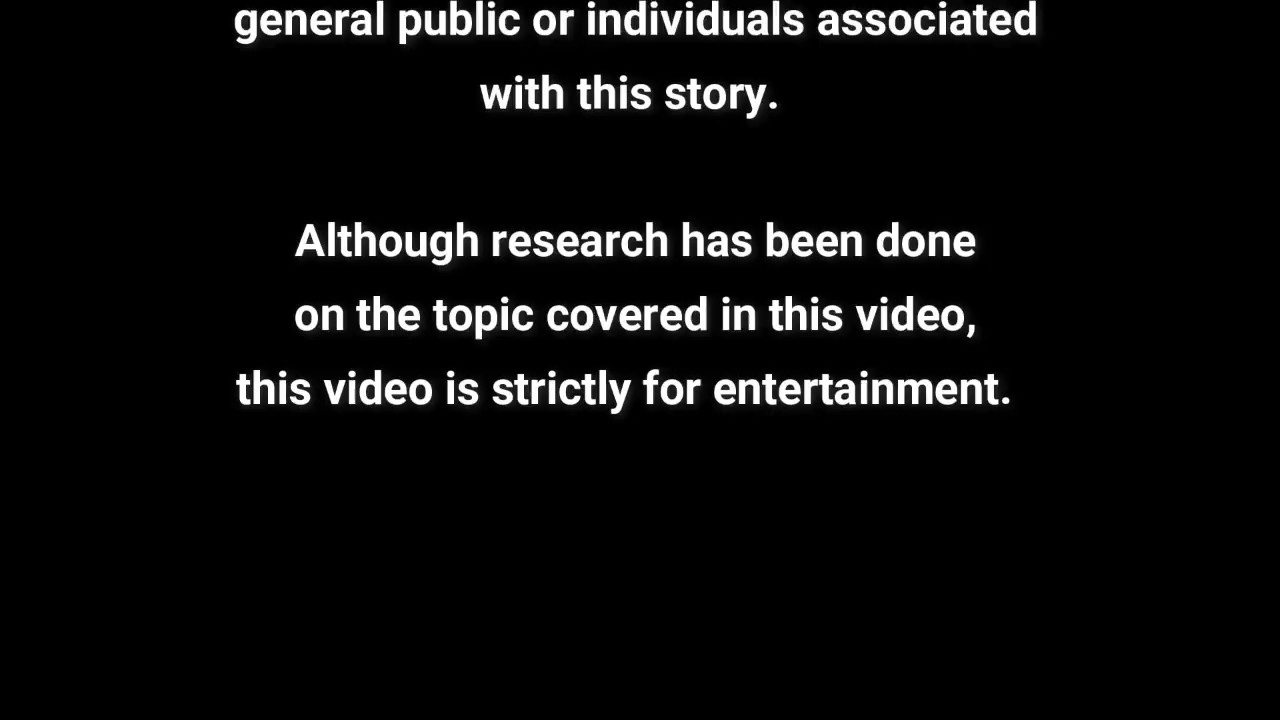 general public or individuals associated
with this story.
Although research has been done
on the topic covered in this video,
this video is strictly for entertainment.